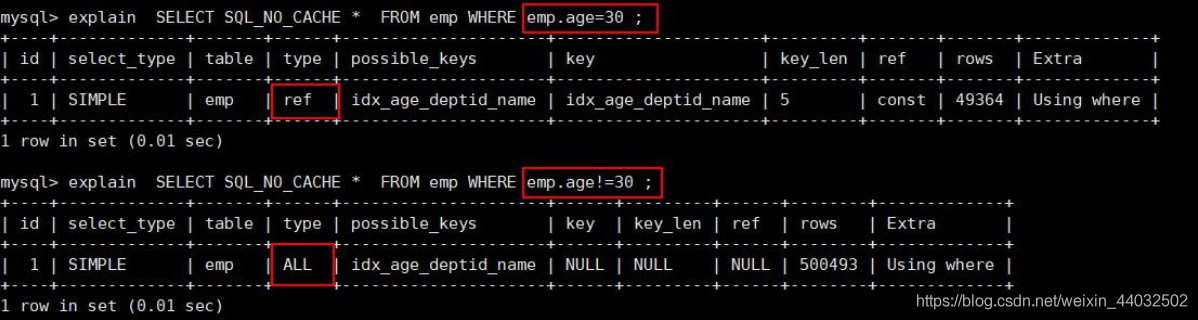 mysql> explain  SELECT SQL_NO_CACHE *  FROM emp WHERE emp.age=30 ;
+----+-------------+-------+------+----------------------+----------------------+---------+-------+-------+-------------+
| id | select_type | table | type | possible_keys        | key                  | key_len | ref   | rows  | Extra       |
+----+-------------+-------+------+----------------------+----------------------+---------+-------+-------+-------------+
| 1 | SIMPLE      | emp   | ref  | idx_age_deptid_name | idx_age_deptid_name | 5       | const | 49364 | Using where |
+----+-------------+-------+------+----------------------+----------------------+---------+-------+-------+-------------+
1 row in set (0.01 sec)
mysql> explain  SELECT SQL_NO_CACHE *  FROM emp WHERE emp.age!=30 ;
+----+-------------+-------+------+----------------------+------+---------+------+--------+-------------+
| id | select_type | table | type | possible_keys        | key  | key_len | ref  | rows   | Extra       |
+----+-------------+-------+------+----------------------+------+---------+------+--------+-------------+
| 1 | SIMPLE      | emp   | ALL  | idx_age_deptid_name | NULL | NULL    | NULL | 500493 | Using where |
+----+-------------+-------+------+----------------------+------+---------+------+--------+-------------+
1 row in set (0.01 sec)
https://blog.csdn.net/weixin_44032502